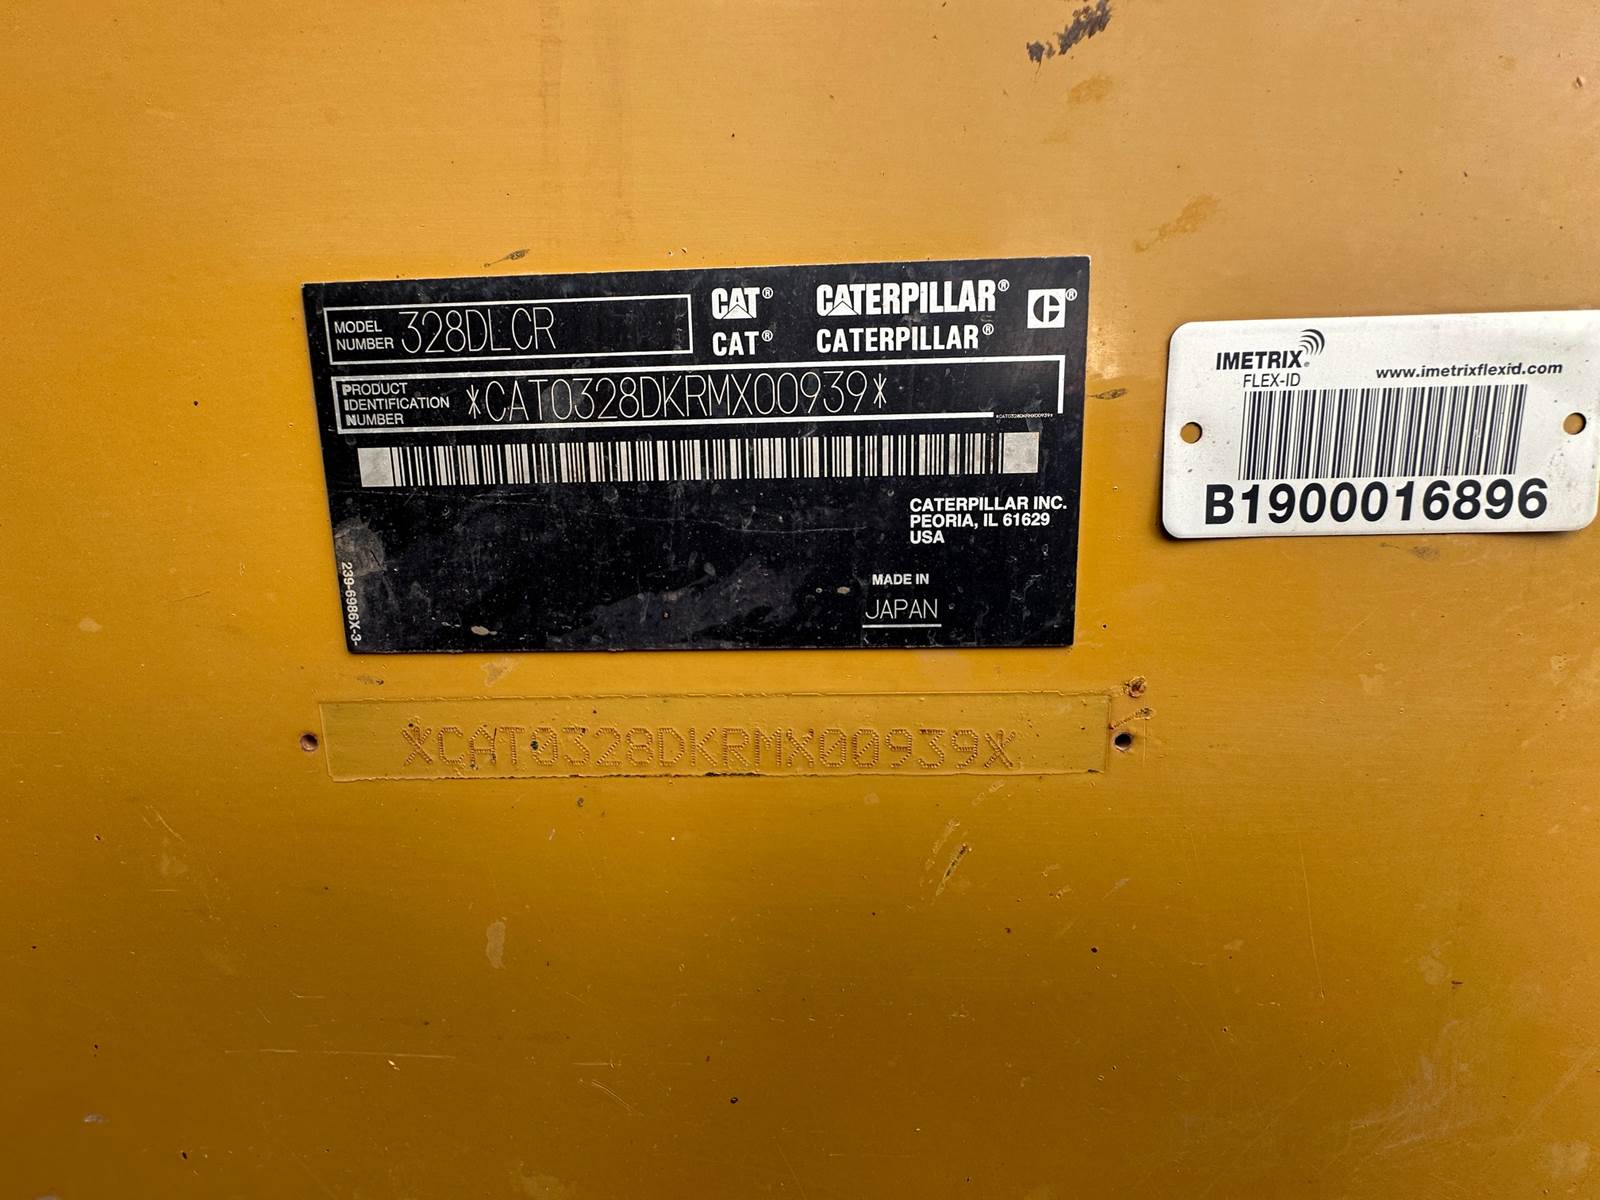 MODEL NUMBER 328DLCR
CAT® CATERPILLAR® C®
CAT® CATERPILLAR®
PRODUCT IDENTIFICATION NUMBER *CAT0328DKRMX00939*
*CAT0328DKRMX00939*
CATERPILLAR INC.
PEORIA, IL 61629
USA
MADE IN
JAPAN
239-6986X-3-
XCAT0328DKRMX00939X
IMETRIX®
FLEX-ID
www.imetrixflexid.com
B1900016896